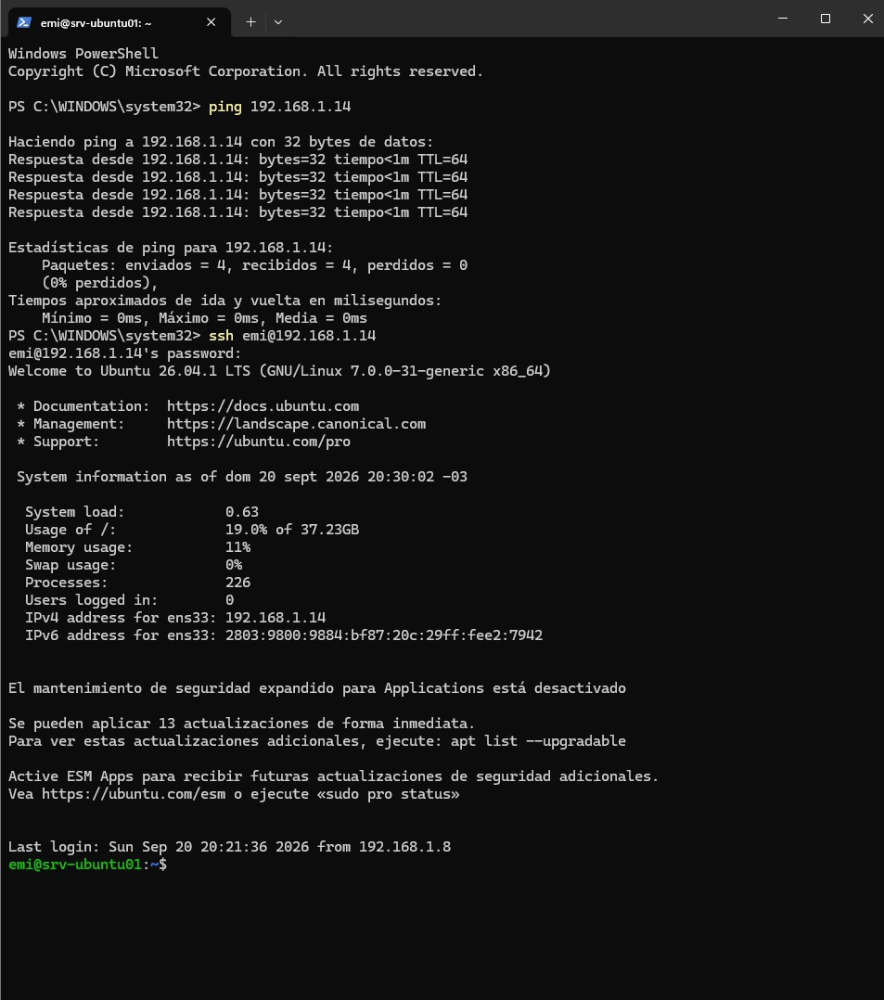 emi@srv-ubuntu01: ~
Windows PowerShell
Copyright (C) Microsoft Corporation. All rights reserved.
PS C:\WINDOWS\system32> ping 192.168.1.14
Haciendo ping a 192.168.1.14 con 32 bytes de datos:
Respuesta desde 192.168.1.14: bytes=32 tiempo<1m TTL=64
Respuesta desde 192.168.1.14: bytes=32 tiempo<1m TTL=64
Respuesta desde 192.168.1.14: bytes=32 tiempo<1m TTL=64
Respuesta desde 192.168.1.14: bytes=32 tiempo<1m TTL=64
Estadísticas de ping para 192.168.1.14:
    Paquetes: enviados = 4, recibidos = 4, perdidos = 0
    (0% perdidos),
Tiempos aproximados de ida y vuelta en milisegundos:
    Mínimo = 0ms, Máximo = 0ms, Media = 0ms
PS C:\WINDOWS\system32> ssh emi@192.168.1.14
emi@192.168.1.14's password:
Welcome to Ubuntu 26.04.1 LTS (GNU/Linux 7.0.0-31-generic x86_64)
 * Documentation:  https://docs.ubuntu.com
 * Management:     https://landscape.canonical.com
 * Support:        https://ubuntu.com/pro
 System information as of dom 20 sept 2026 20:30:02 -03
  System load:            0.63
  Usage of /:             19.0% of 37.23GB
  Memory usage:           11%
  Swap usage:             0%
  Processes:              226
  Users logged in:        0
  IPv4 address for ens33: 192.168.1.14
  IPv6 address for ens33: 2803:9800:9884:bf87:20c:29ff:fee2:7942
El mantenimiento de seguridad expandido para Applications está desactivado
Se pueden aplicar 13 actualizaciones de forma inmediata.
Para ver estas actualizaciones adicionales, ejecute: apt list --upgradable
Active ESM Apps para recibir futuras actualizaciones de seguridad adicionales.
Vea https://ubuntu.com/esm o ejecute «sudo pro status»
Last login: Sun Sep 20 20:21:36 2026 from 192.168.1.8
emi@srv-ubuntu01:~$